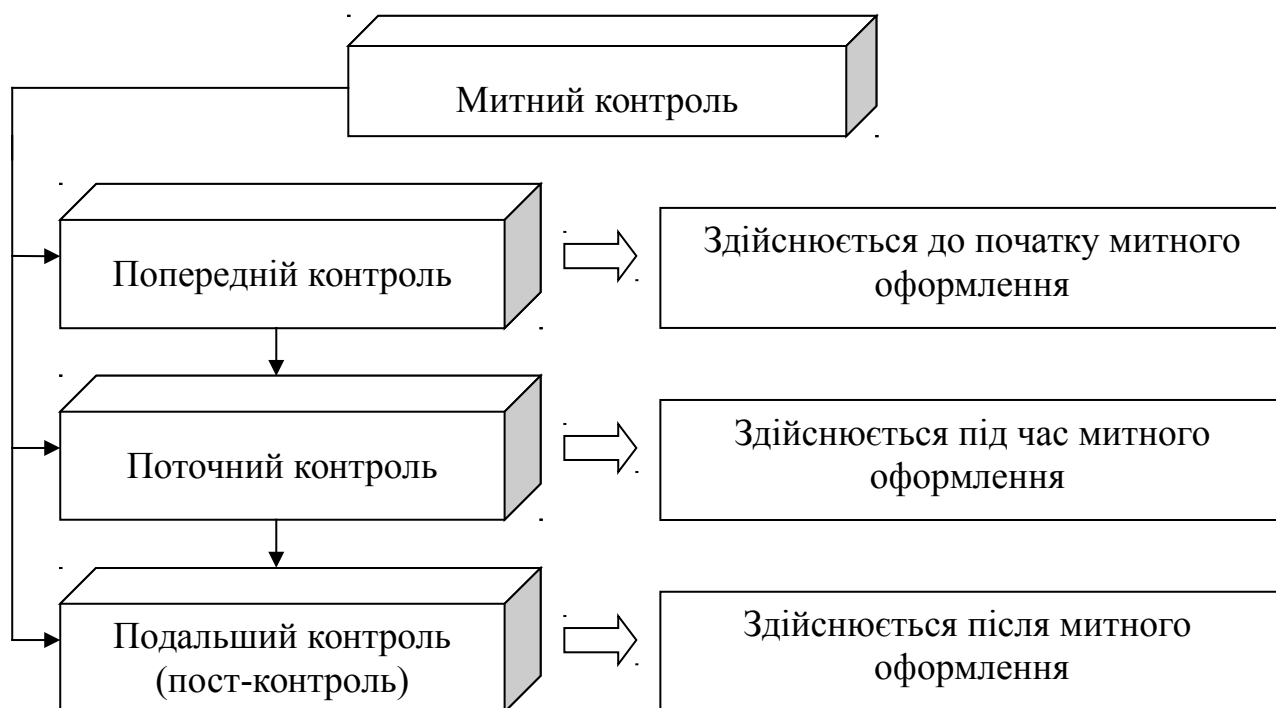 Митний контроль
Попередній контроль
Здійснюється до початку митного
оформлення
Поточний контроль
Здійснюється під час митного
оформлення
Подальший контроль
(пост-контроль)
Здійснюється після митного
оформлення